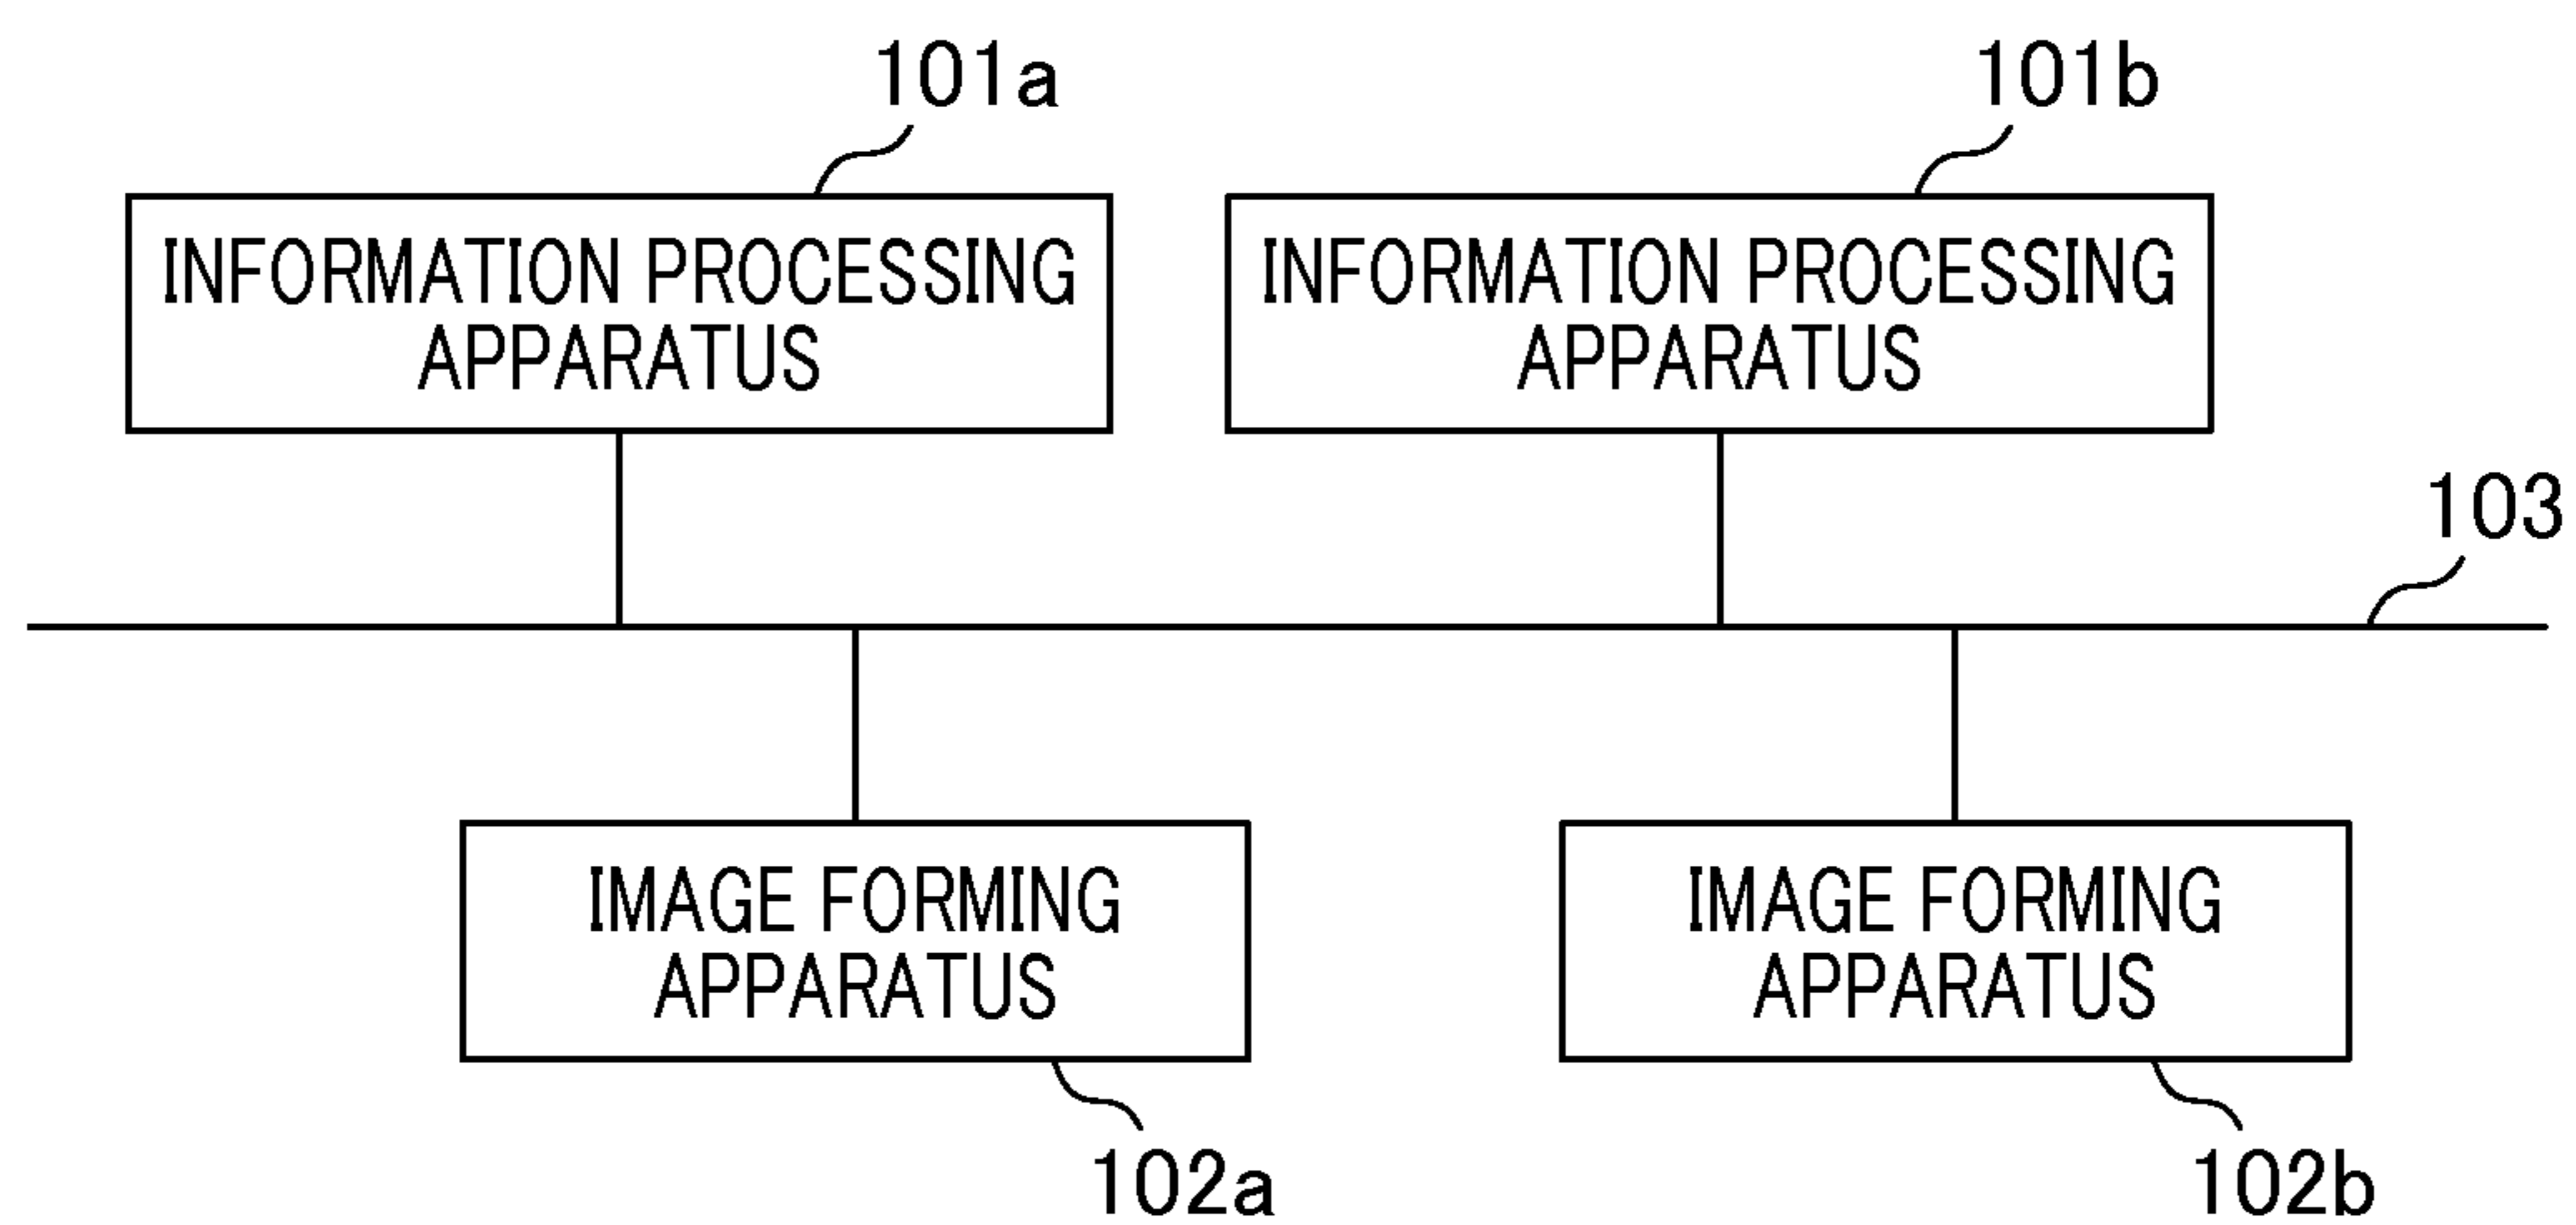 101a
101b
INFORMATION PROCESSING
APPARATUS
INFORMATION PROCESSING
APPARATUS
103
IMAGE FORMING
APPARATUS
IMAGE FORMING
APPARATUS
102a
102b